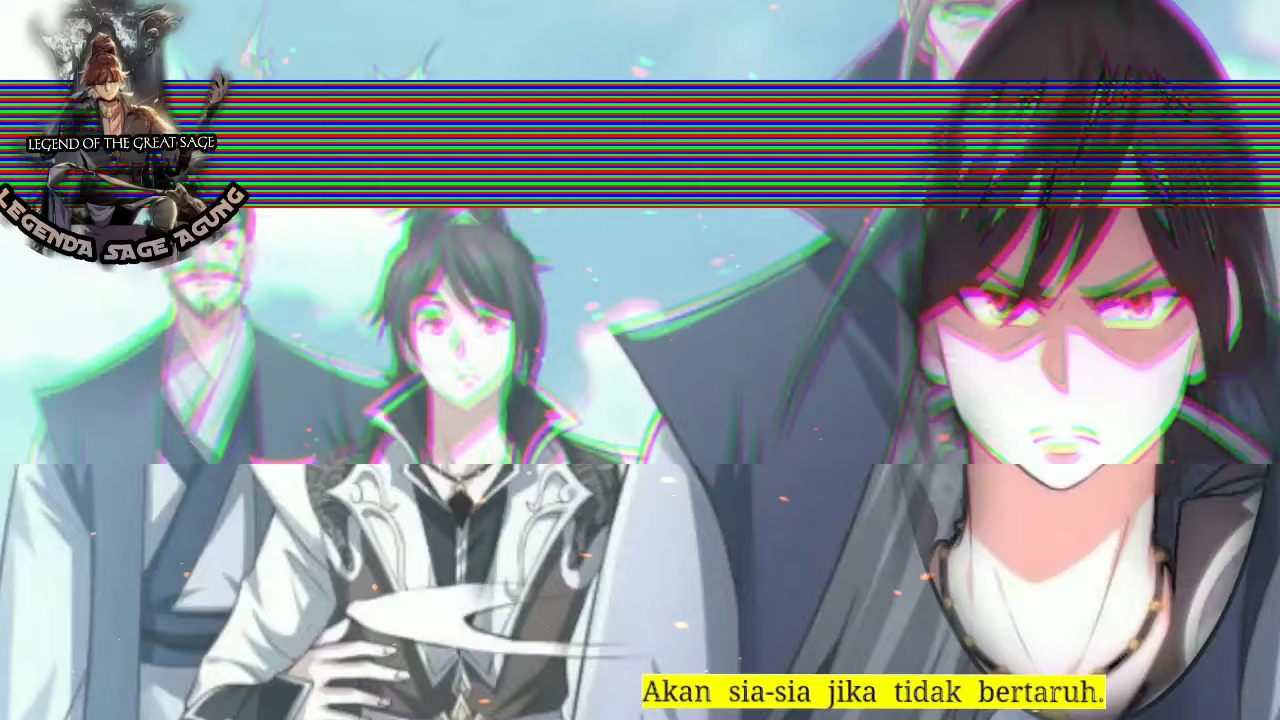 LEGEND OF THE GREAT SAGE
LEGENDA SAGE AGUNG
Akan sia-sia jika tidak bertaruh.